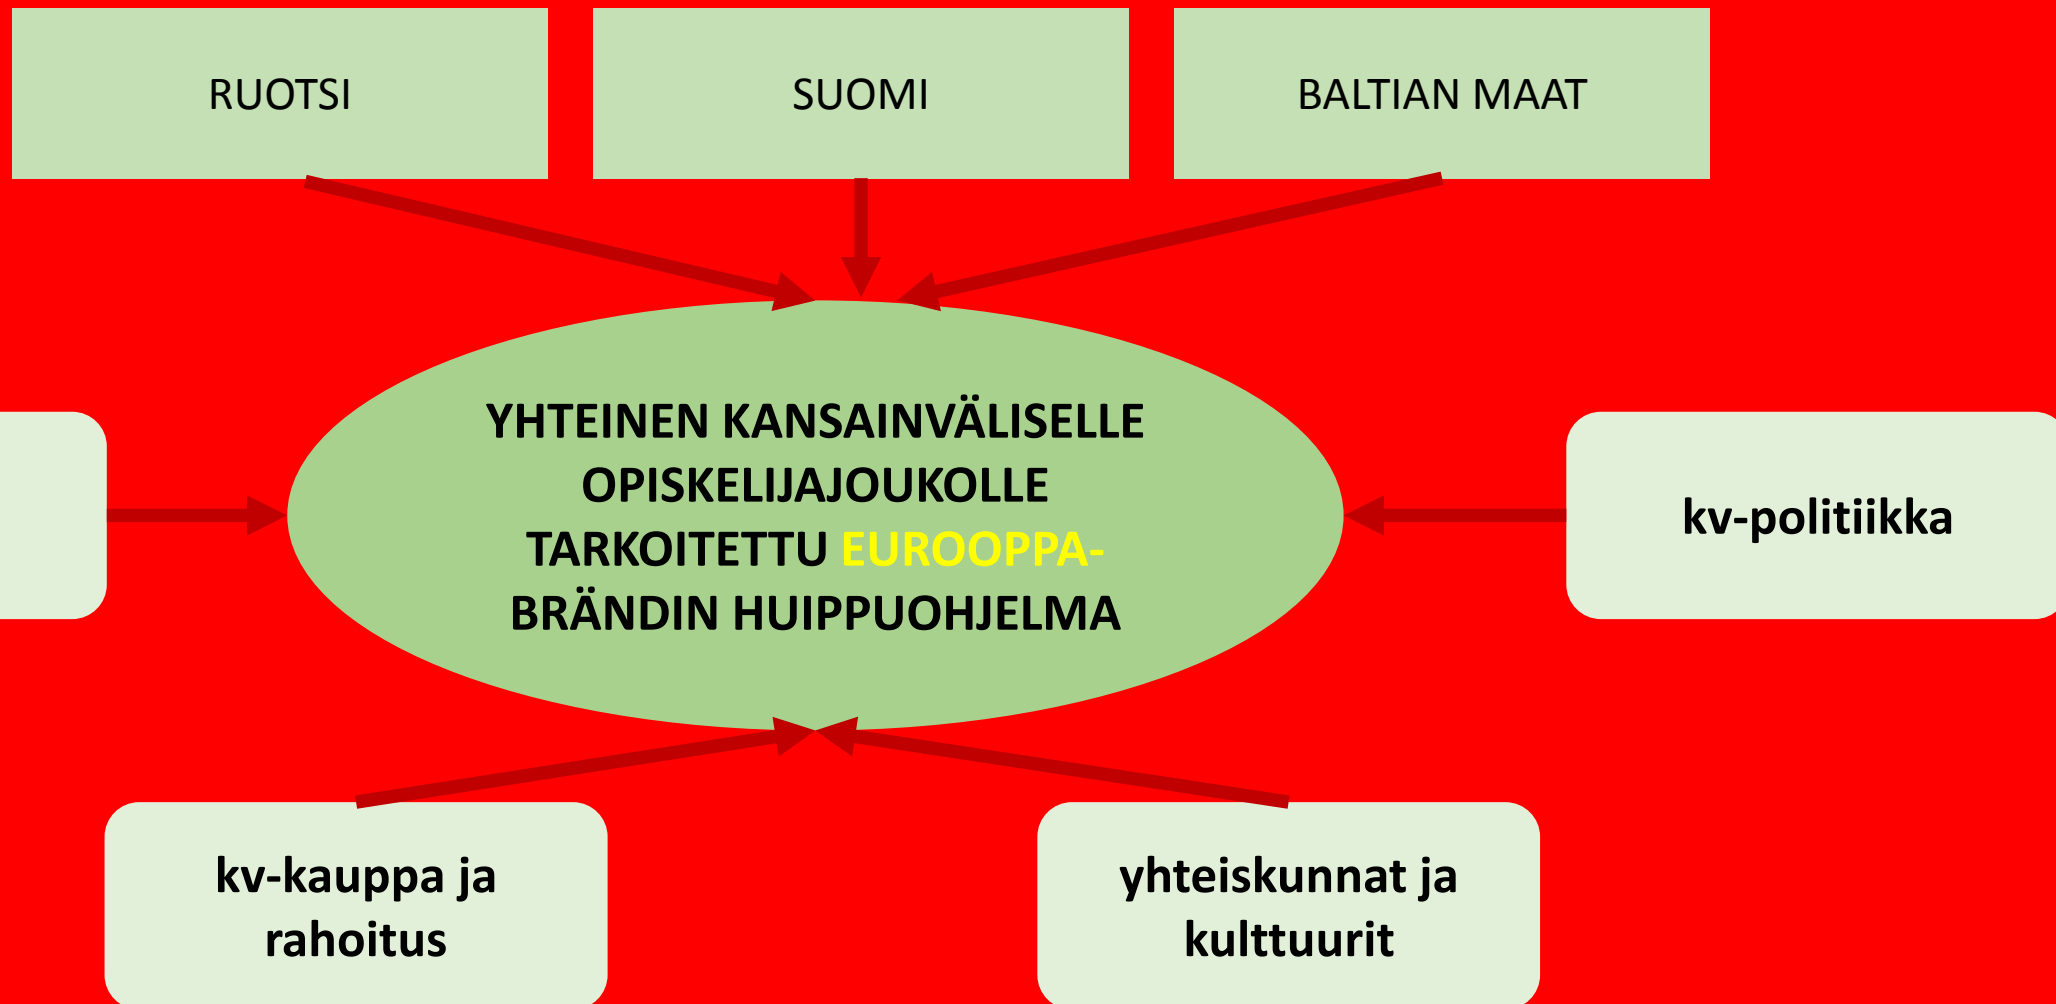 RUOTSI
SUOMI
BALTIAN MAAT
YHTEINEN KANSAINVÄLISELLE
OPISKELIJAJOUKOLLE
TARKOITETTU EUROOPPA-
BRÄNDIN HUIPPUOHJELMA
kv-politiikka
kv-kauppa ja
rahoitus
yhteiskunnat ja
kulttuurit